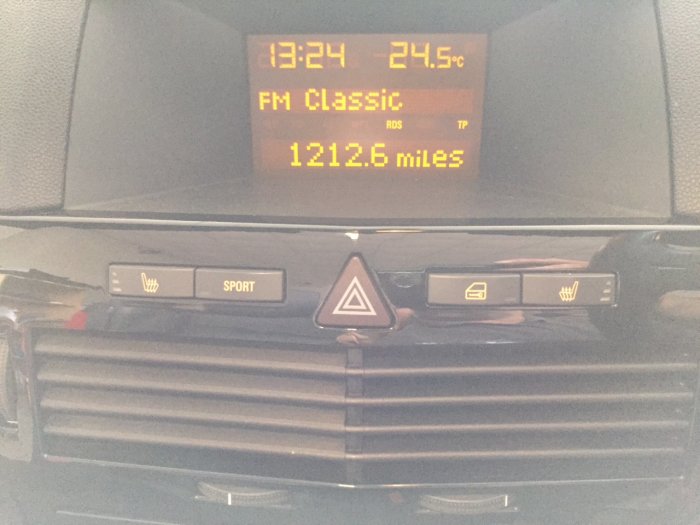 13:24 24.5°C
FM Classic
RDS TP
1212.6 miles
SPORT